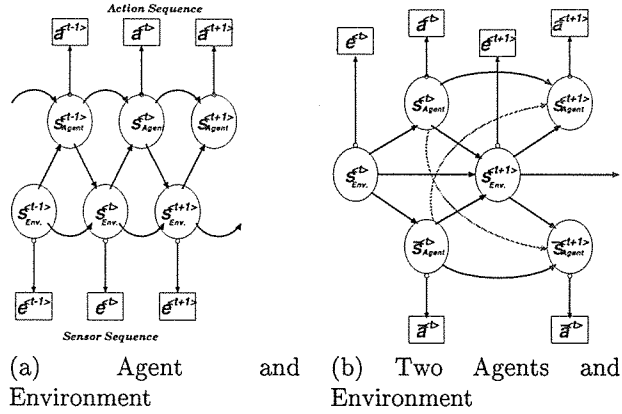 Action Sequence
a<t-1> a<t> a<t+1>
S<t-1>Agent S<t>Agent S<t+1>Agent
S<t-1>Env. S<t>Env. S<t+1>Env.
e<t-1> e<t> e<t+1>
Sensor Sequence
(a) Agent and
Environment
e<t> a<t> e<t+1> a<t+1>
S<t>Agent S<t+1>Agent
S<t>Env. S<t+1>Env.
S̄<t>Agent S̄<t+1>Agent
ā<t> ā<t+1>
(b) Two Agents and
Environment